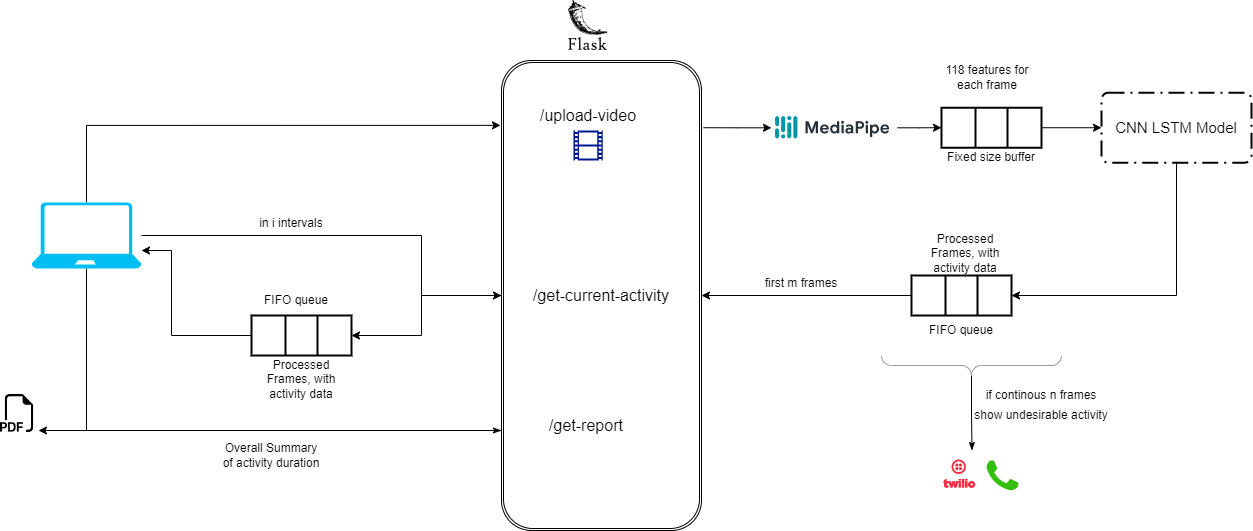 Flask
118 features for
each frame
/upload-video
MediaPipe
CNN LSTM Model
Fixed size buffer
in i intervals
Processed
Frames, with
activity data
/get-current-activity
first m frames
FIFO queue
FIFO queue
Processed
Frames, with
activity data
if continous n frames
show undesirable activity
PDF
/get-report
Overall Summary
of activity duration
twilio